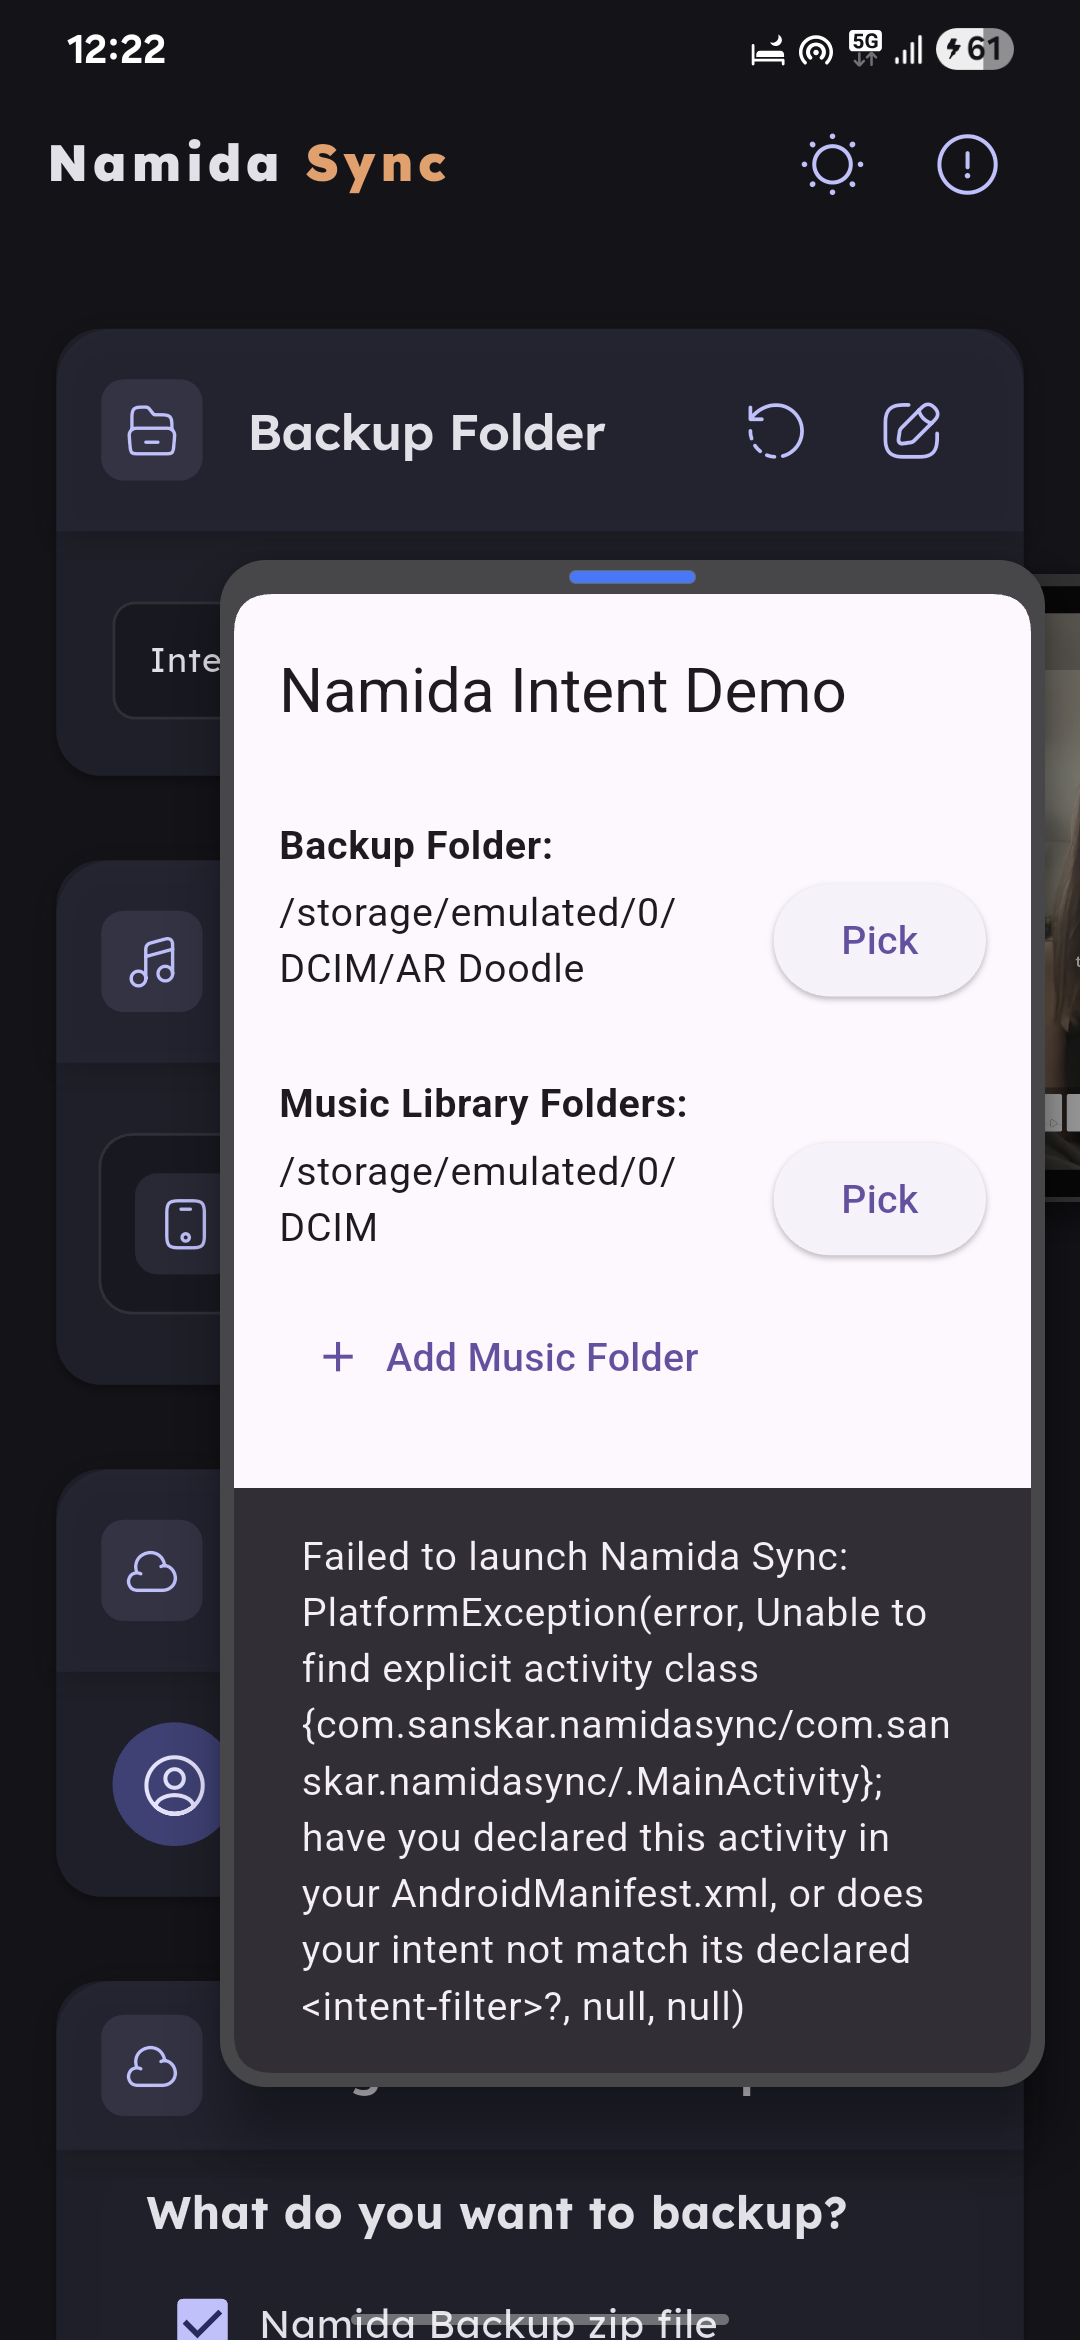 12:22
5G
61
Namida Sync
Backup Folder
Inte
Namida Intent Demo
Backup Folder:
/storage/emulated/0/
DCIM/AR Doodle
Pick
Music Library Folders:
/storage/emulated/0/
DCIM
Pick
+ Add Music Folder
Failed to launch Namida Sync:
PlatformException(error, Unable to
find explicit activity class
{com.sanskar.namidasync/com.san
skar.namidasync/.MainActivity};
have you declared this activity in
your AndroidManifest.xml, or does
your intent not match its declared
<intent-filter>?, null, null)
What do you want to backup?
Namida Backup zip file